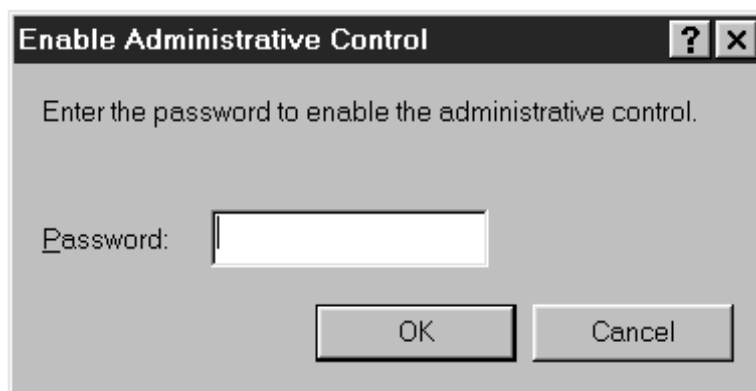 Enable Administrative Control ? ×
Enter the password to enable the administrative control.
Password:
OK Cancel